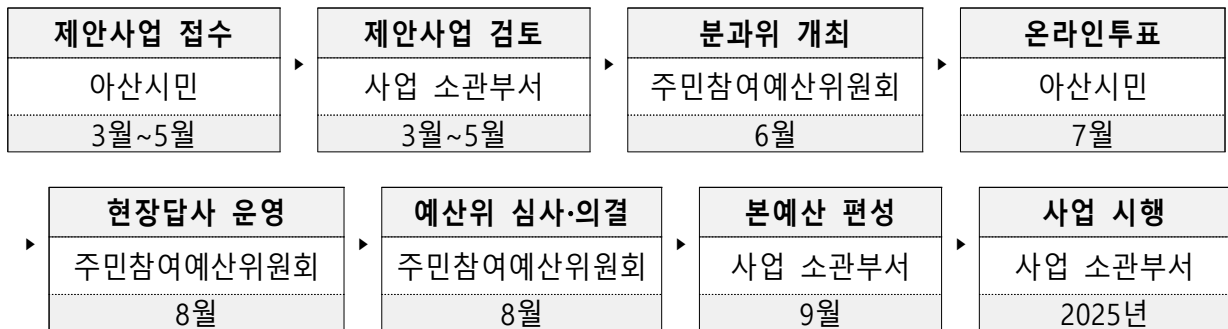 제안사업 접수
아산시민
3월~5월
▸
제안사업 검토
사업 소관부서
3월~5월
▸
분과위 개최
주민참여예산위원회
6월
▸
온라인투표
아산시민
7월
▸
현장답사 운영
주민참여예산위원회
8월
▸
예산위 심사·의결
주민참여예산위원회
8월
▸
본예산 편성
사업 소관부서
9월
▸
사업 시행
사업 소관부서
2025년